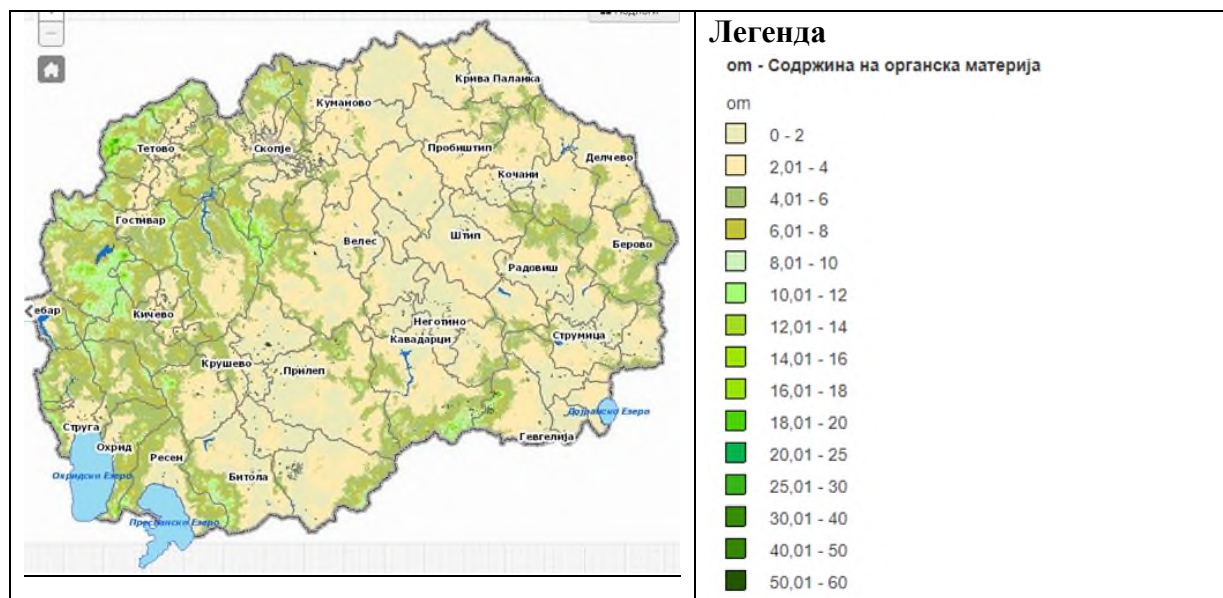 Крива Паланка
Куманово
Тетово
Скопје
Пробиштип
Делчево
Кочани
Гостивар
Велес
Штип
Берово
Радовиш
ебар
Кичево
Неготино
Кавадарци
Струмица
Крушево
Прилеп
Дојранско Езеро
Струга
Гевгелија
Охрид
Ресен
Битола
Охридско Езеро
Преспанско Езеро
Легенда
om - Содржина на органска материја
om
0 - 2
2,01 - 4
4,01 - 6
6,01 - 8
8,01 - 10
10,01 - 12
12,01 - 14
14,01 - 16
16,01 - 18
18,01 - 20
20,01 - 25
25,01 - 30
30,01 - 40
40,01 - 50
50,01 - 60